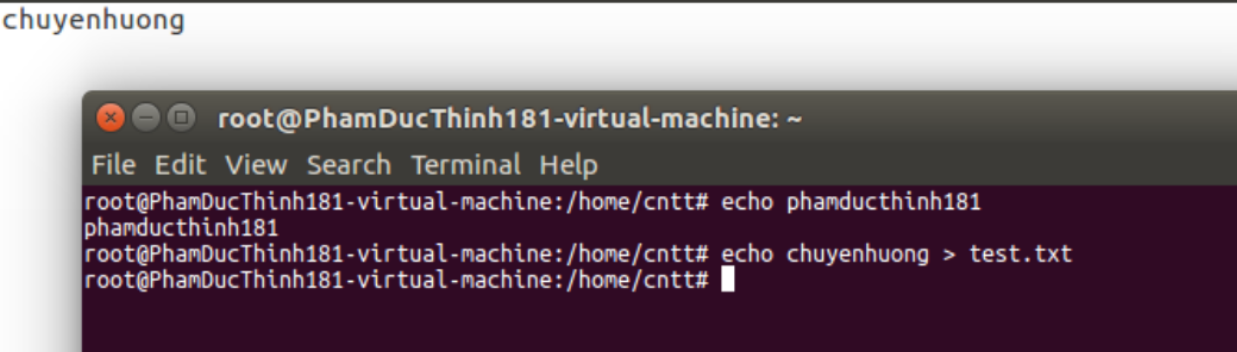 chuyenhuong
root@PhamDucThinh181-virtual-machine: ~
File Edit View Search Terminal Help
root@PhamDucThinh181-virtual-machine:/home/cntt# echo phamducthinh181
phamducthinh181
root@PhamDucThinh181-virtual-machine:/home/cntt# echo chuyenhuong > test.txt
root@PhamDucThinh181-virtual-machine:/home/cntt#